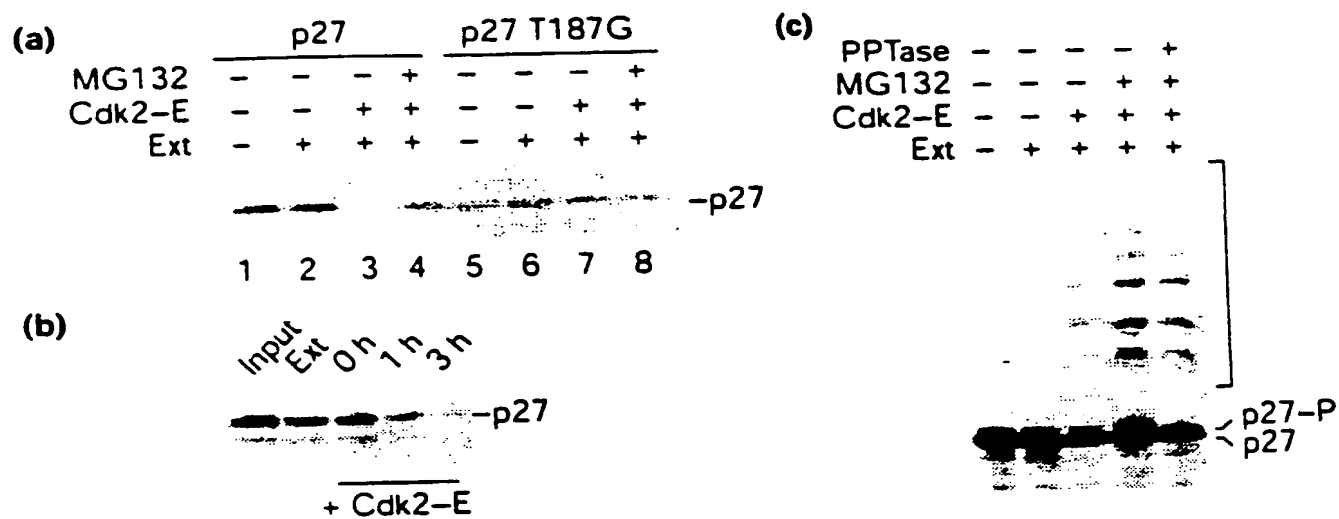 (a)
p27 p27 T187G
MG132 – – – + – – – +
Cdk2–E – – + + – – + +
Ext – + + + – + + +
–p27
1 2 3 4 5 6 7 8
(b)
Input Ext 0 h 1 h 3 h
–p27
+ Cdk2–E
(c)
PPTase – – – – +
MG132 – – – + +
Cdk2–E – – + + +
Ext – + + + +
p27–P
p27